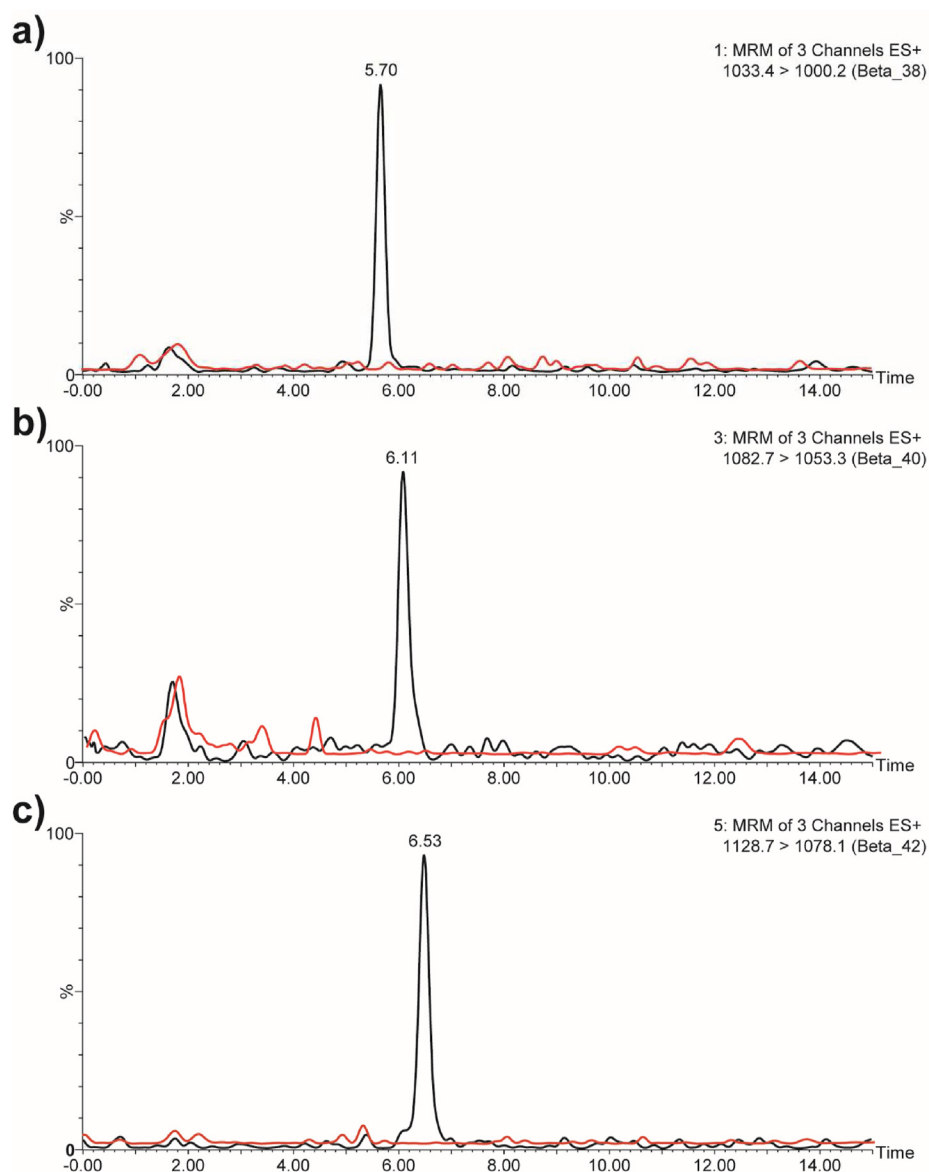 a)
1: MRM of 3 Channels ES+
1033.4 > 1000.2 (Beta_38)
100
5.70
%
0
-0.00 2.00 4.00 6.00 8.00 10.00 12.00 14.00 Time
b)
3: MRM of 3 Channels ES+
1082.7 > 1053.3 (Beta_40)
100
6.11
%
0
-0.00 2.00 4.00 6.00 8.00 10.00 12.00 14.00 Time
c)
5: MRM of 3 Channels ES+
1128.7 > 1078.1 (Beta_42)
100
6.53
%
0
-0.00 2.00 4.00 6.00 8.00 10.00 12.00 14.00 Time